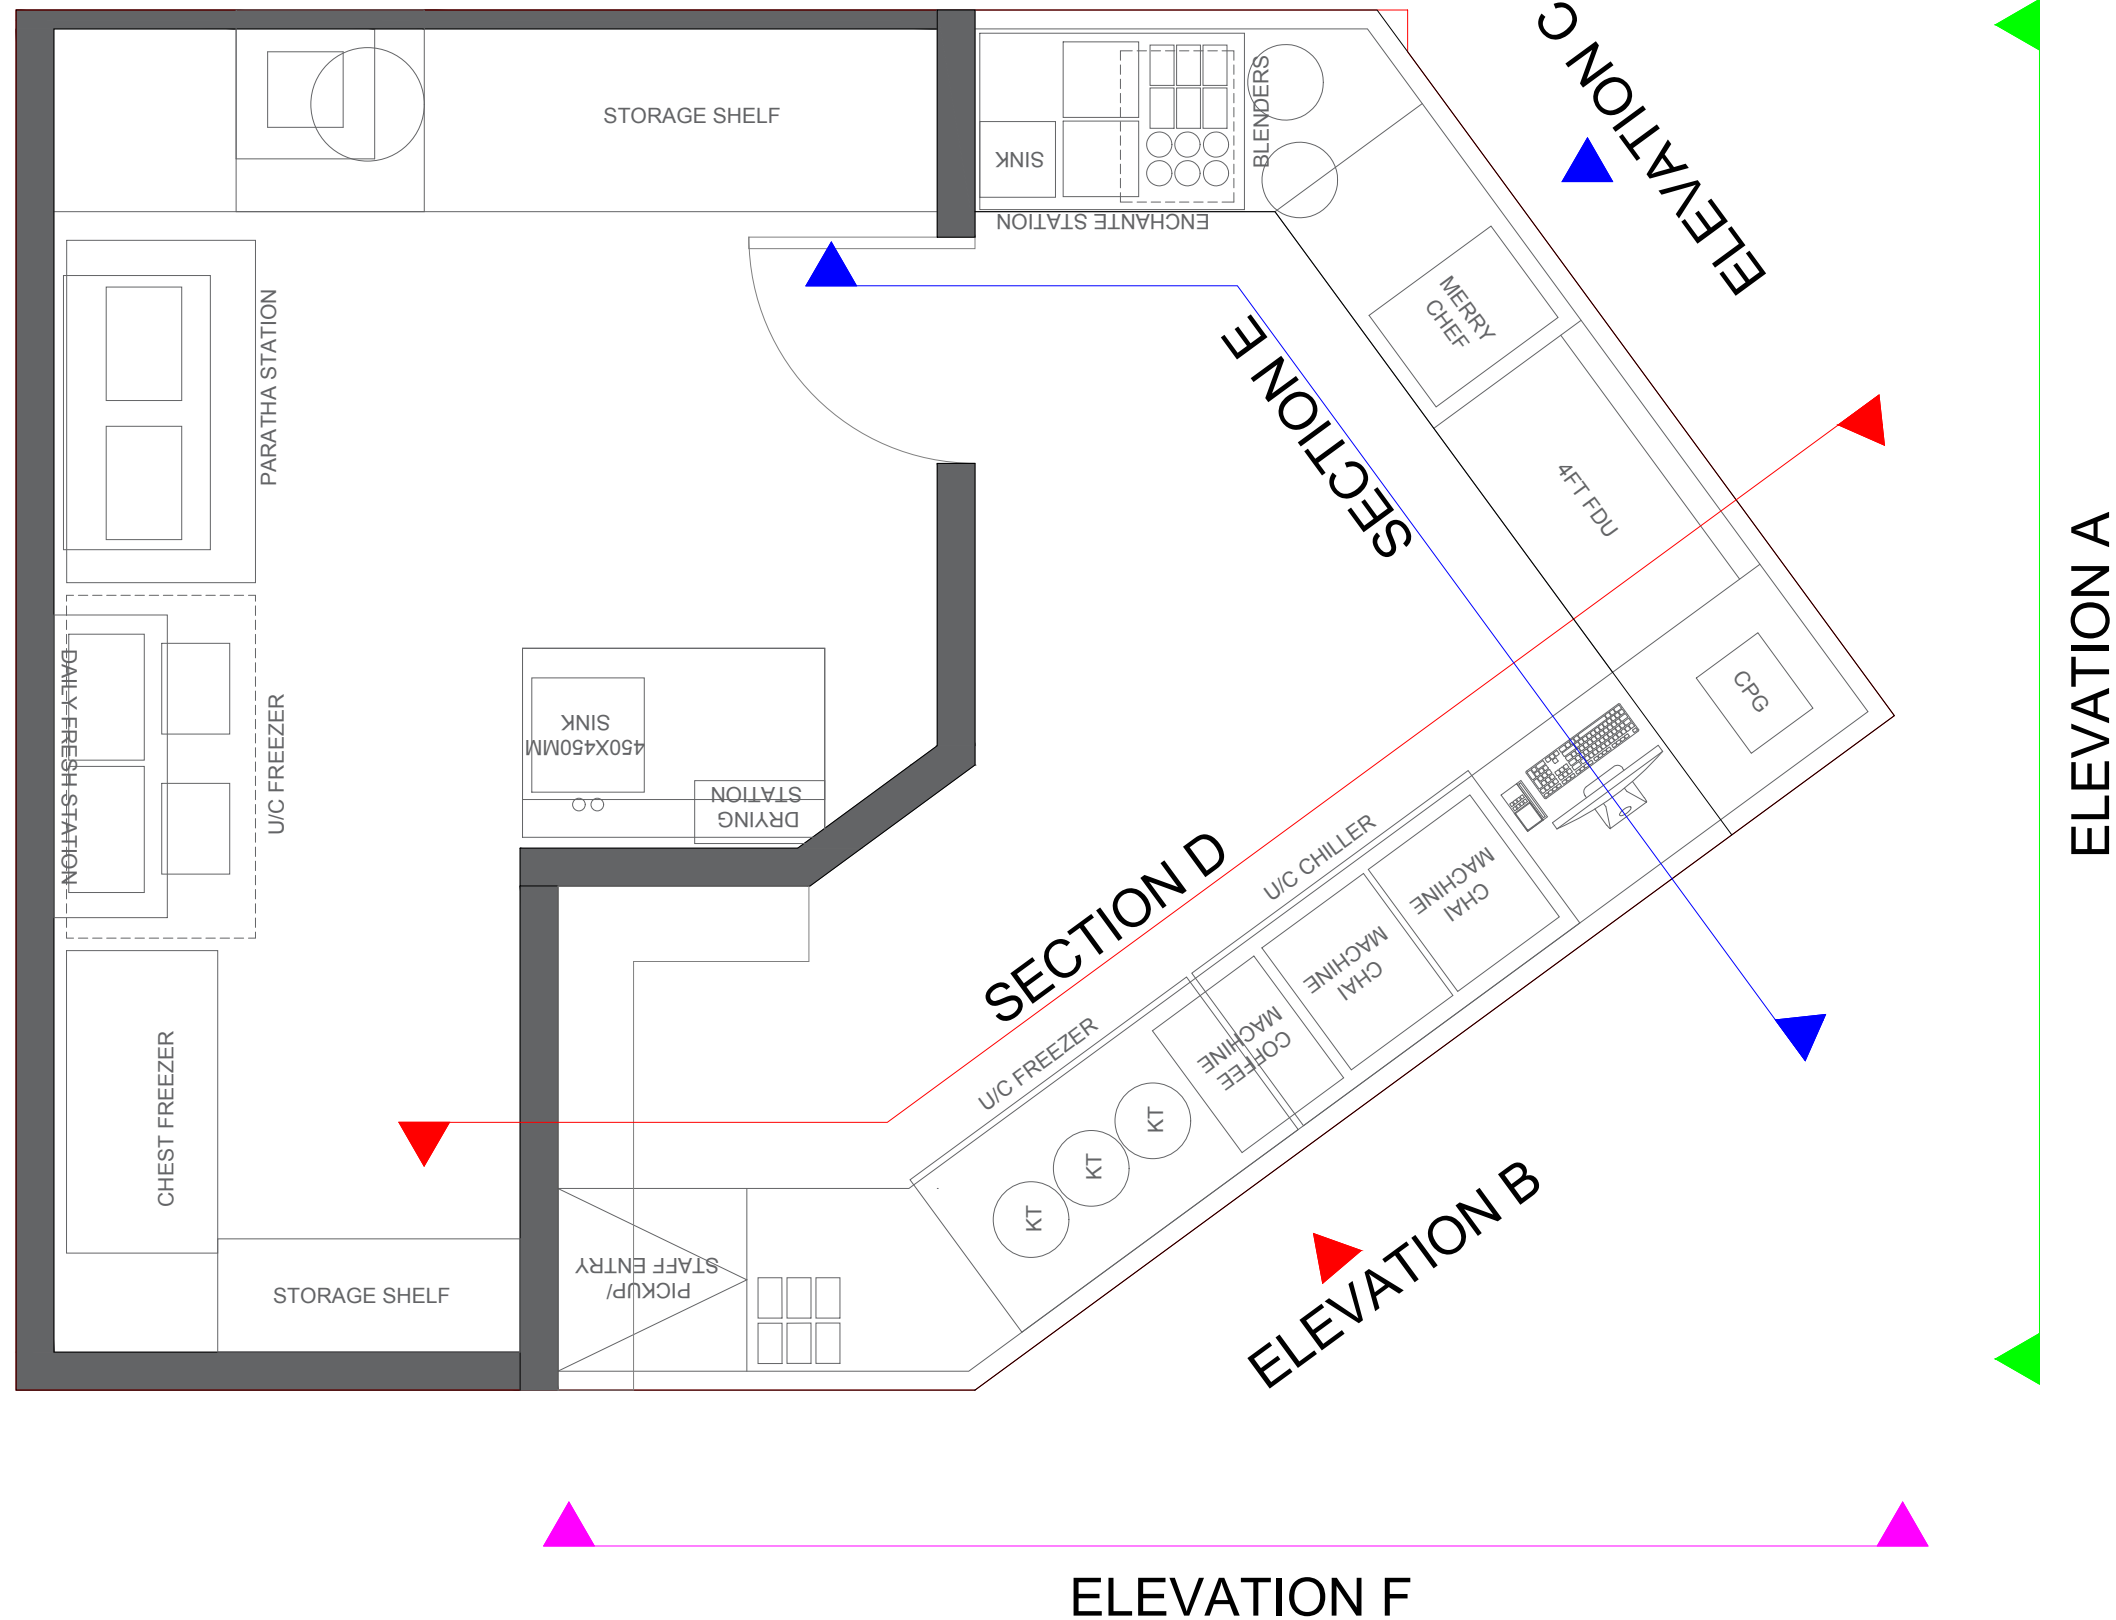 ELEVATION C
STORAGE SHELF
SINK
BLENDERS
ENCHANTE STATION
MERRY
CHEF
PARATHA STATION
SECTION E
4FT FDU
ELEVATION A
DAILY FRESH STATION
U/C FREEZER
SINK
450X450MM
DRYING
STATION
CPG
SECTION D
U/C CHILLER
CHAI
MACHINE
CHAI
MACHINE
COFFEE
MACHINE
U/C FREEZER
KT
KT
KT
CHEST FREEZER
PICKUP/
STAFF ENTRY
STORAGE SHELF
ELEVATION B
ELEVATION F